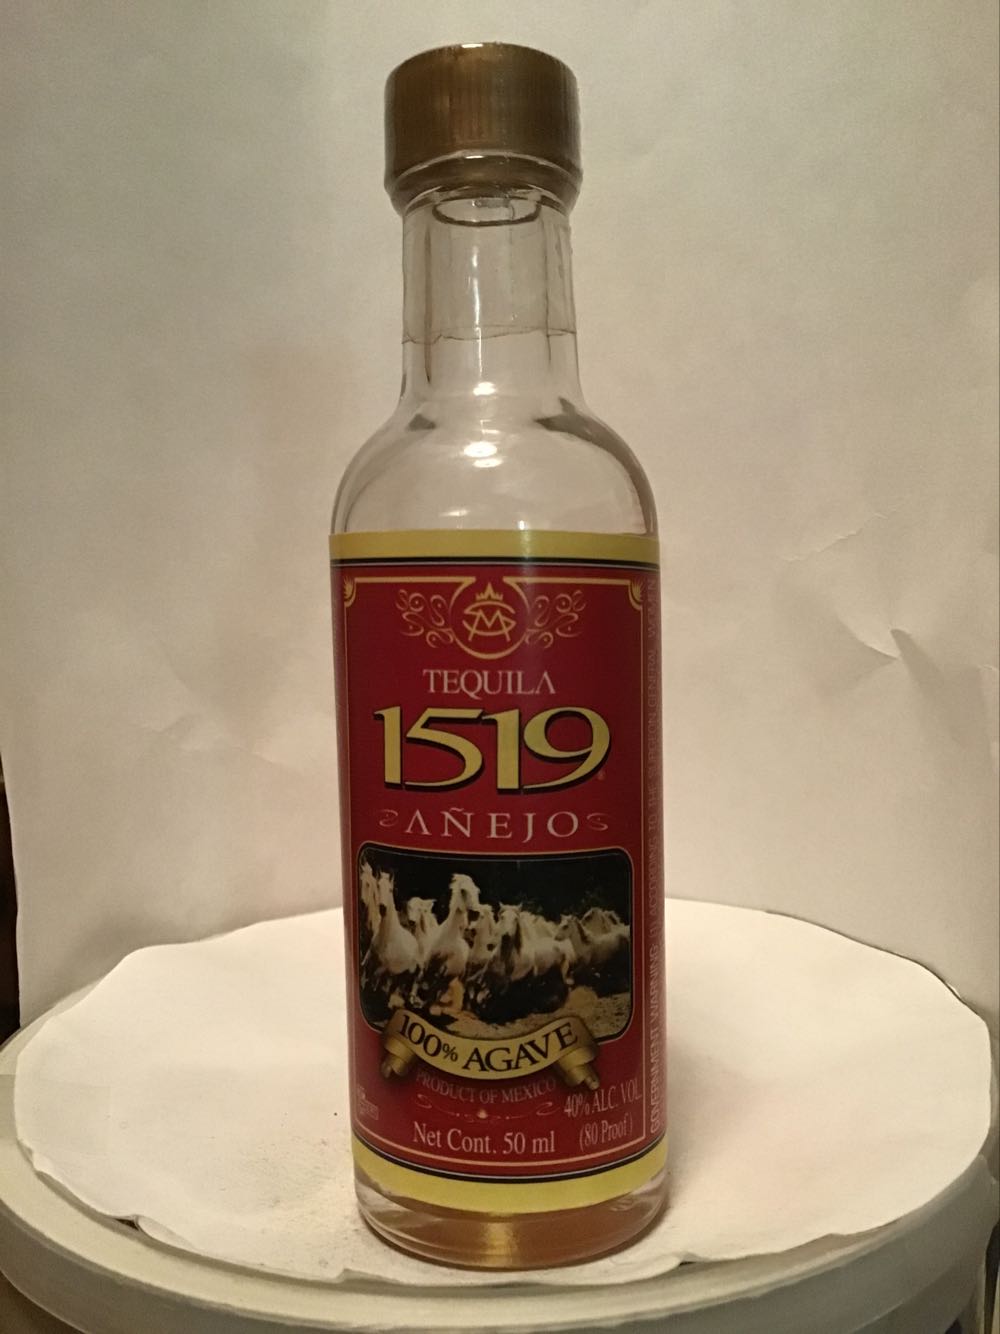 TEQUILA
1519
AÑEJO
100% AGAVE
PRODUCT OF MEXICO
40% ALC. VOL.
Net Cont. 50 ml
(80 Proof)
GOVERNMENT WARNING: (1) ACCORDING TO THE SURGEON GENERAL, WOMEN